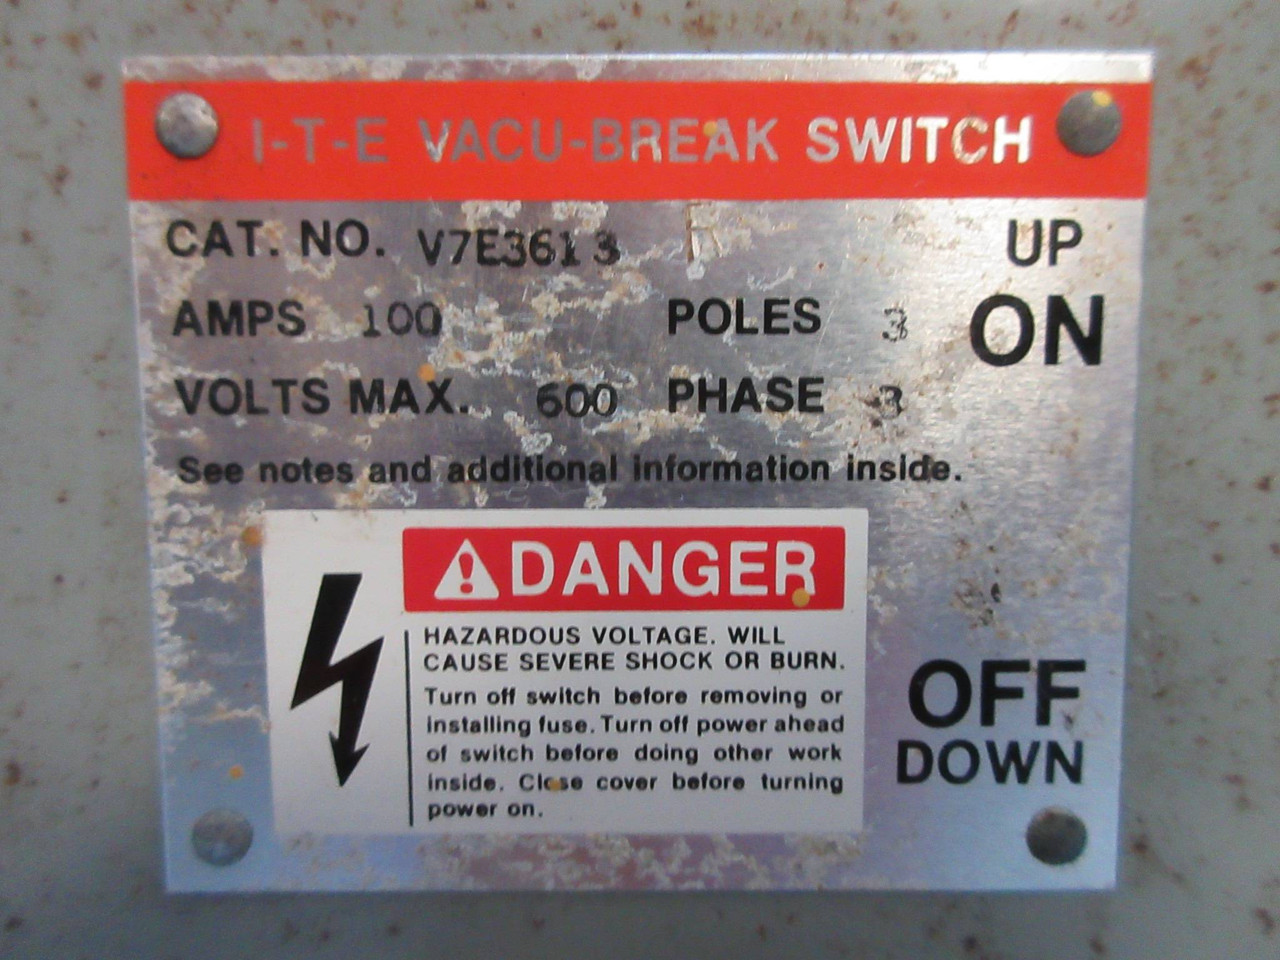 I-T-E VACU-BREAK SWITCH
CAT. NO. V7E3613
UP
AMPS 100 POLES 3
ON
VOLTS MAX. 600 PHASE 3
See notes and additional information inside.
DANGER
HAZARDOUS VOLTAGE. WILL
CAUSE SEVERE SHOCK OR BURN.
Turn off switch before removing or
installing fuse. Turn off power ahead
of switch before doing other work
inside. Close cover before turning
power on.
OFF
DOWN